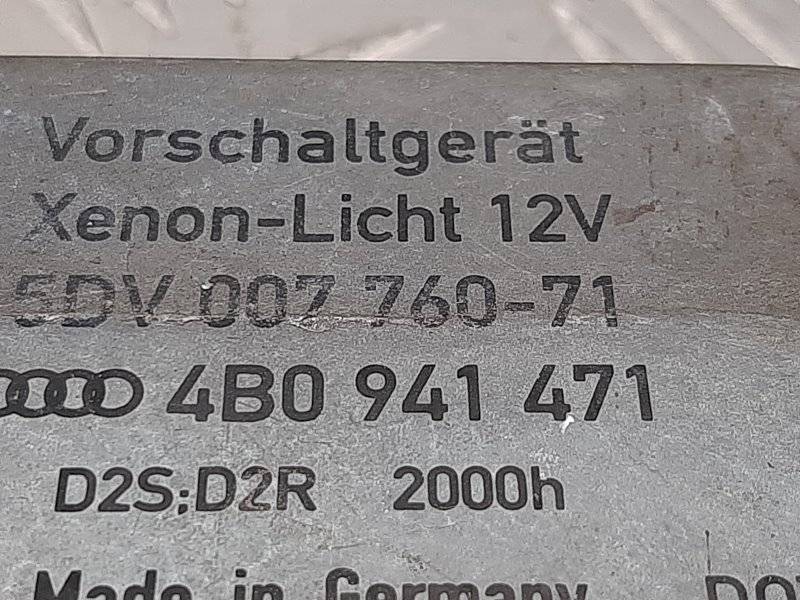 Vorschaltgerät
Xenon-Licht 12V
5DV 007 760-71
4B0 941 471
D2S;D2R 2000h
Made in Germany